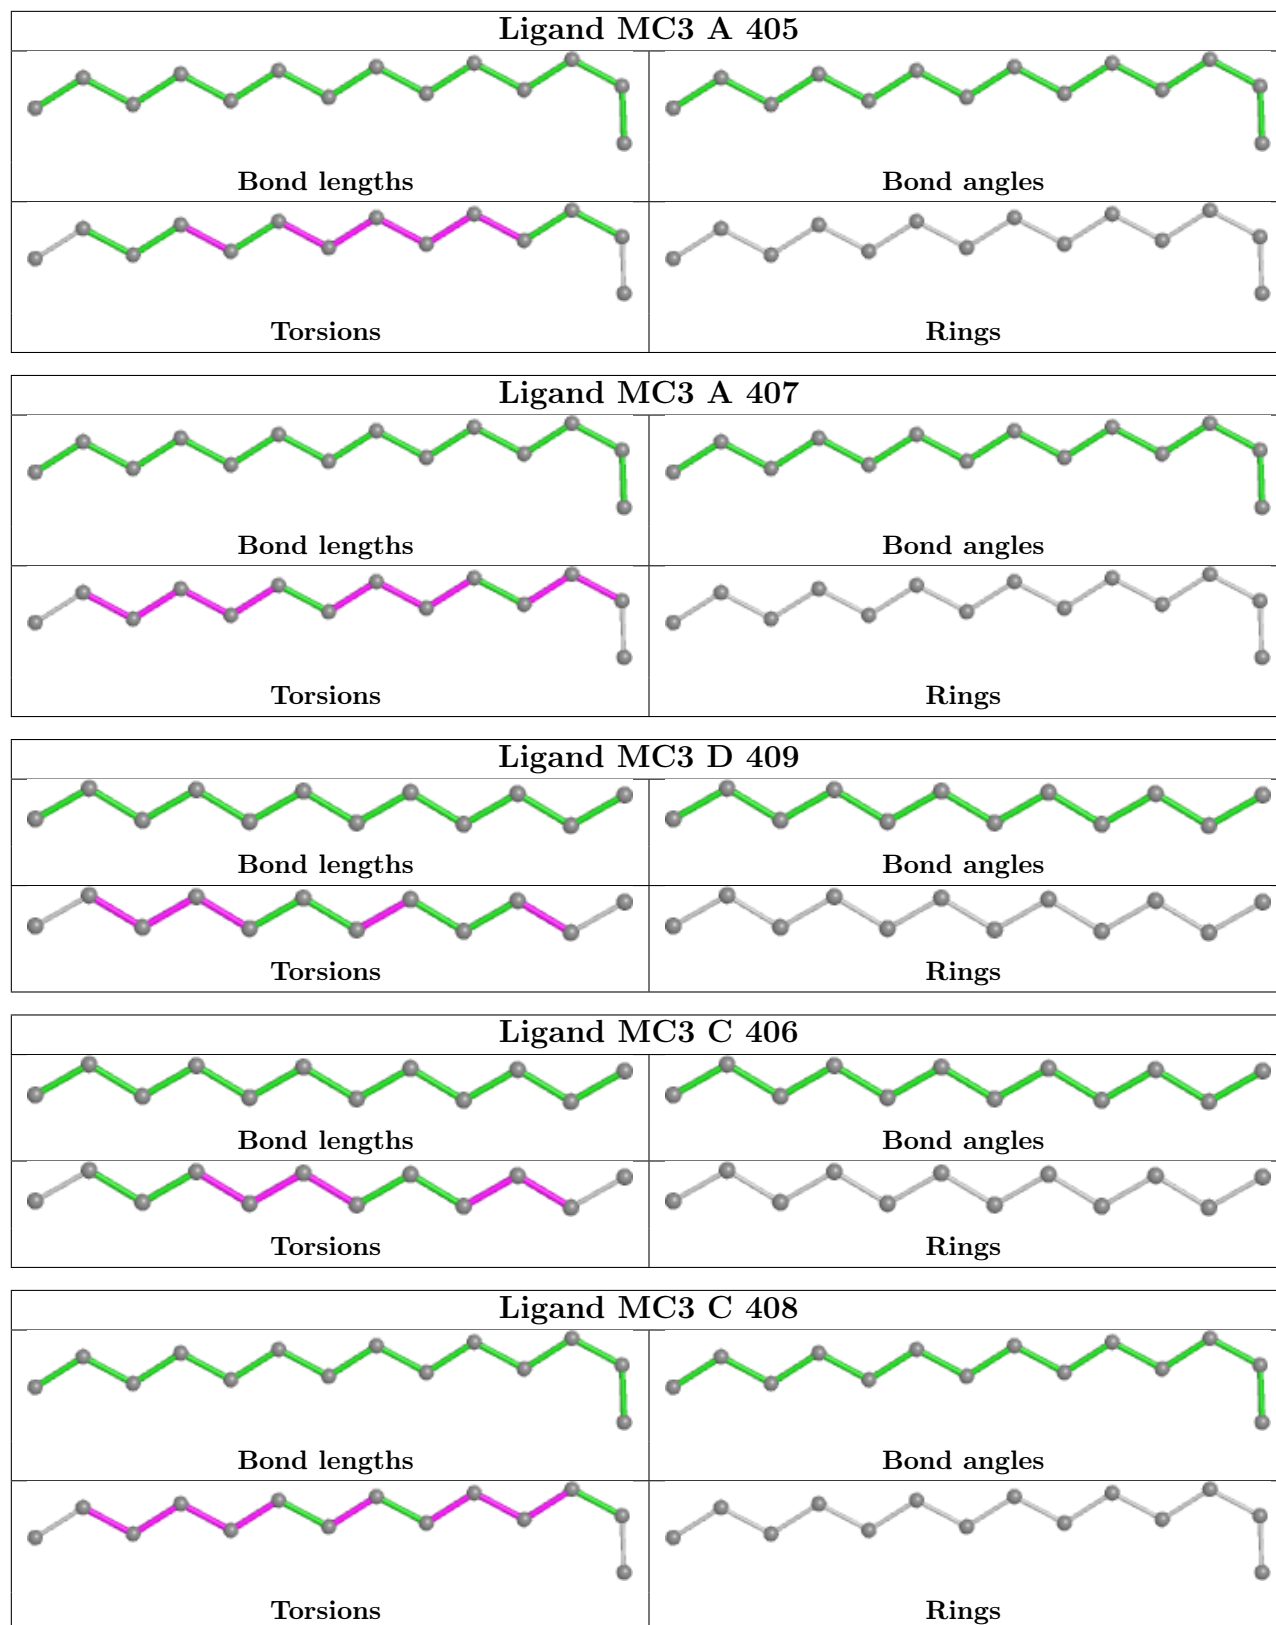 Ligand MC3 A 405
Bond lengths
Bond angles
Torsions
Rings
Ligand MC3 A 407
Bond lengths
Bond angles
Torsions
Rings
Ligand MC3 D 409
Bond lengths
Bond angles
Torsions
Rings
Ligand MC3 C 406
Bond lengths
Bond angles
Torsions
Rings
Ligand MC3 C 408
Bond lengths
Bond angles
Torsions
Rings